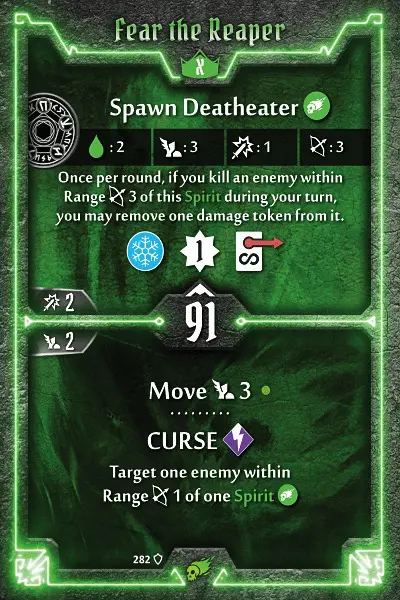 Fear the Reaper
X
Spawn Deatheater
: 2 : 3 : 1 : 3
Once per round, if you kill an enemy within
Range 3 of this Spirit during your turn,
you may remove one damage token from it.
1
2
91
2
Move 3
CURSE
Target one enemy within
Range 1 of one Spirit
282